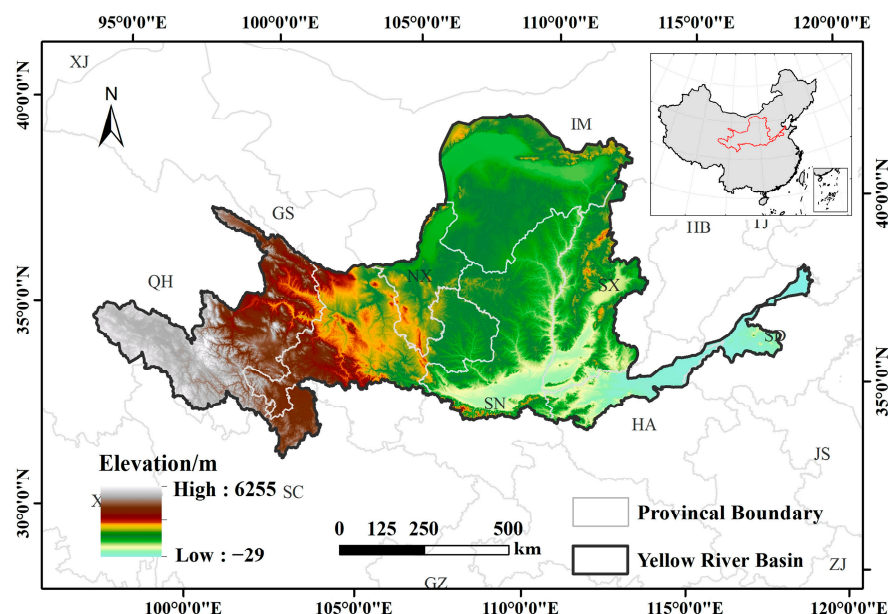 95°0'0"E 100°0'0"E 105°0'0"E 110°0'0"E 115°0'0"E 120°0'0"E
XJ
40°0'0"N
N
IM
40°0'0"N
GS
TJ
QH
NX
SX
35°0'0"N
SD
35°0'0"N
SN
HA
Elevation/m
High : 6255
SC
JS
30°0'0"N
0 125 250 500
km
Provincal Boundary
Low : −29
Yellow River Basin
GZ
ZJ
30°0'0"N
100°0'0"E 105°0'0"E 110°0'0"E 115°0'0"E 120°0'0"E